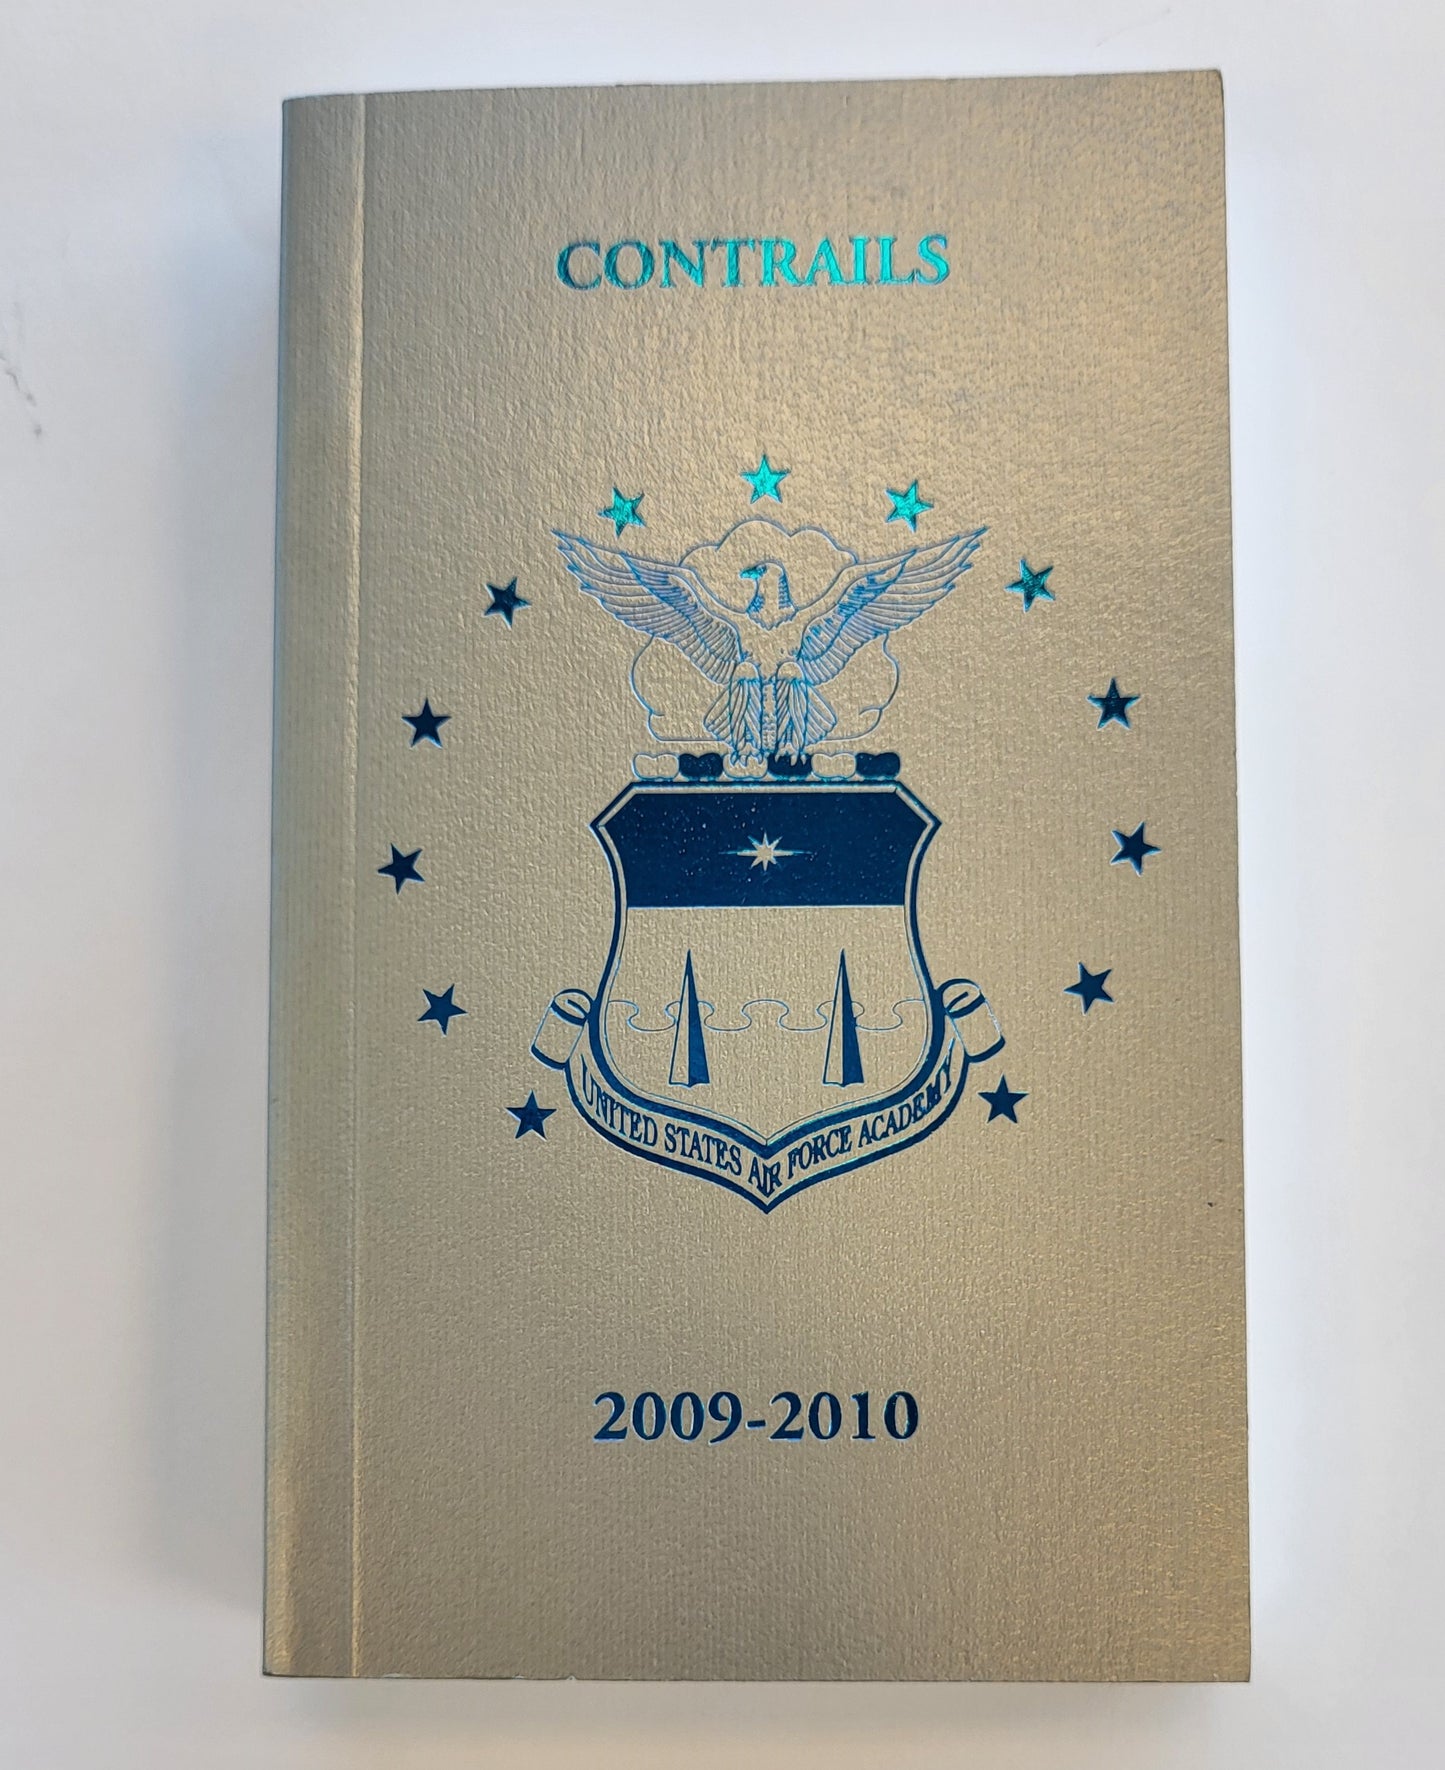 CONTRAILS
UNITED STATES AIR FORCE ACADEMY
2009-2010